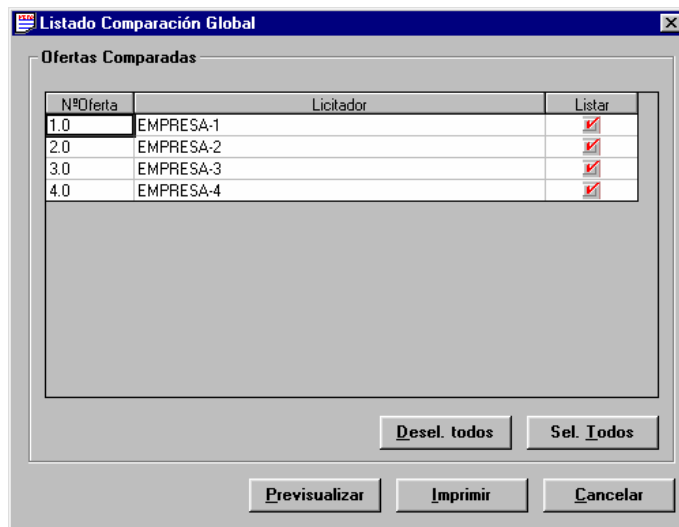 Listado Comparación Global
Ofertas Comparadas
NºOferta Licitador Listar
1.0 EMPRESA-1
2.0 EMPRESA-2
3.0 EMPRESA-3
4.0 EMPRESA-4
Desel. todos Sel. Todos
Previsualizar Imprimir Cancelar